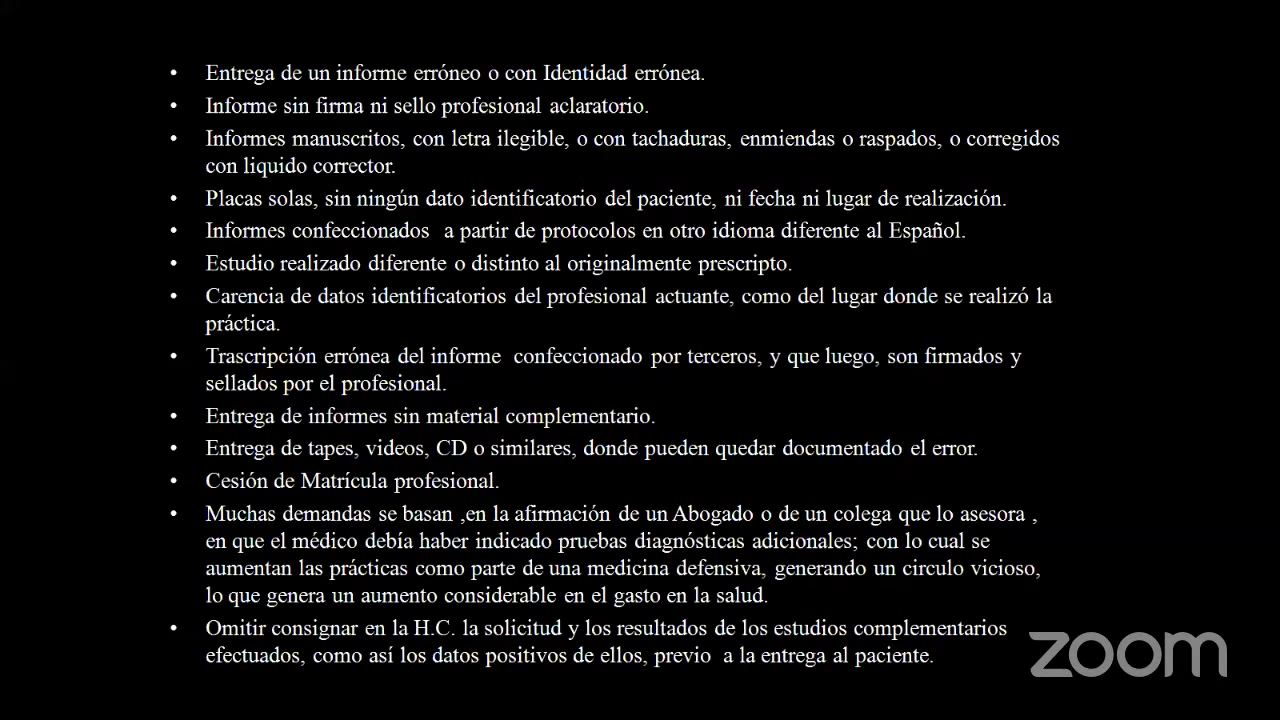 • Entrega de un informe erróneo o con Identidad errónea.
• Informe sin firma ni sello profesional aclaratorio.
• Informes manuscritos, con letra ilegible, o con tachaduras, enmiendas o raspados, o corregidos
con liquido corrector.
• Placas solas, sin ningún dato identificatorio del paciente, ni fecha ni lugar de realización.
• Informes confeccionados  a partir de protocolos en otro idioma diferente al Español.
• Estudio realizado diferente o distinto al originalmente prescripto.
• Carencia de datos identificatorios del profesional actuante, como del lugar donde se realizó la
práctica.
• Trascripción errónea del informe  confeccionado por terceros, y que luego, son firmados y
sellados por el profesional.
• Entrega de informes sin material complementario.
• Entrega de tapes, videos, CD o similares, donde pueden quedar documentado el error.
• Cesión de Matrícula profesional.
• Muchas demandas se basan ,en la afirmación de un Abogado o de un colega que lo asesora ,
en que el médico debía haber indicado pruebas diagnósticas adicionales; con lo cual se
aumentan las prácticas como parte de una medicina defensiva, generando un circulo vicioso,
lo que genera un aumento considerable en el gasto en la salud.
• Omitir consignar en la H.C. la solicitud y los resultados de los estudios complementarios
efectuados, como así los datos positivos de ellos, previo  a la entrega al paciente.
zoom